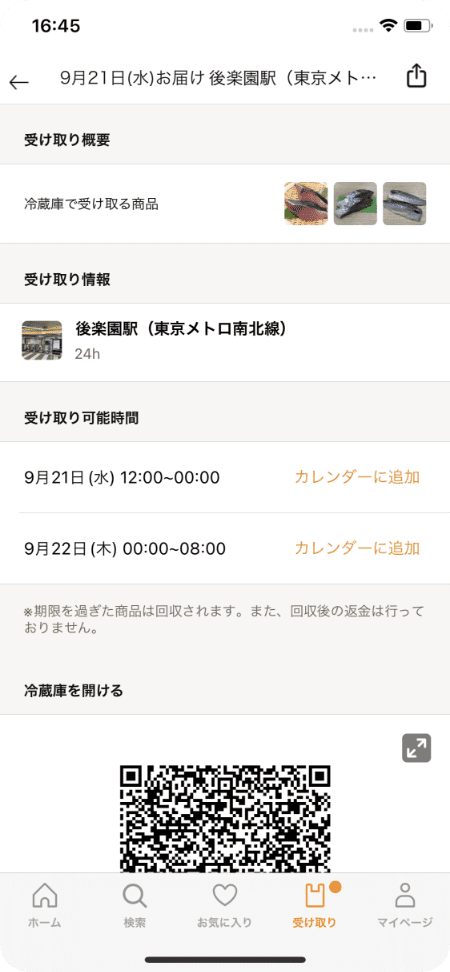 16:45
9月21日(水)お届け 後楽園駅（東京メト…
受け取り概要
冷蔵庫で受け取る商品
受け取り情報
後楽園駅（東京メトロ南北線）
24h
受け取り可能時間
9月21日(水) 12:00~00:00 カレンダーに追加
9月22日(木) 00:00~08:00 カレンダーに追加
※期限を過ぎた商品は回収されます。また、回収後の返金は行って
おりません。
冷蔵庫を開ける
ホーム 検索 お気に入り 受け取り マイページ